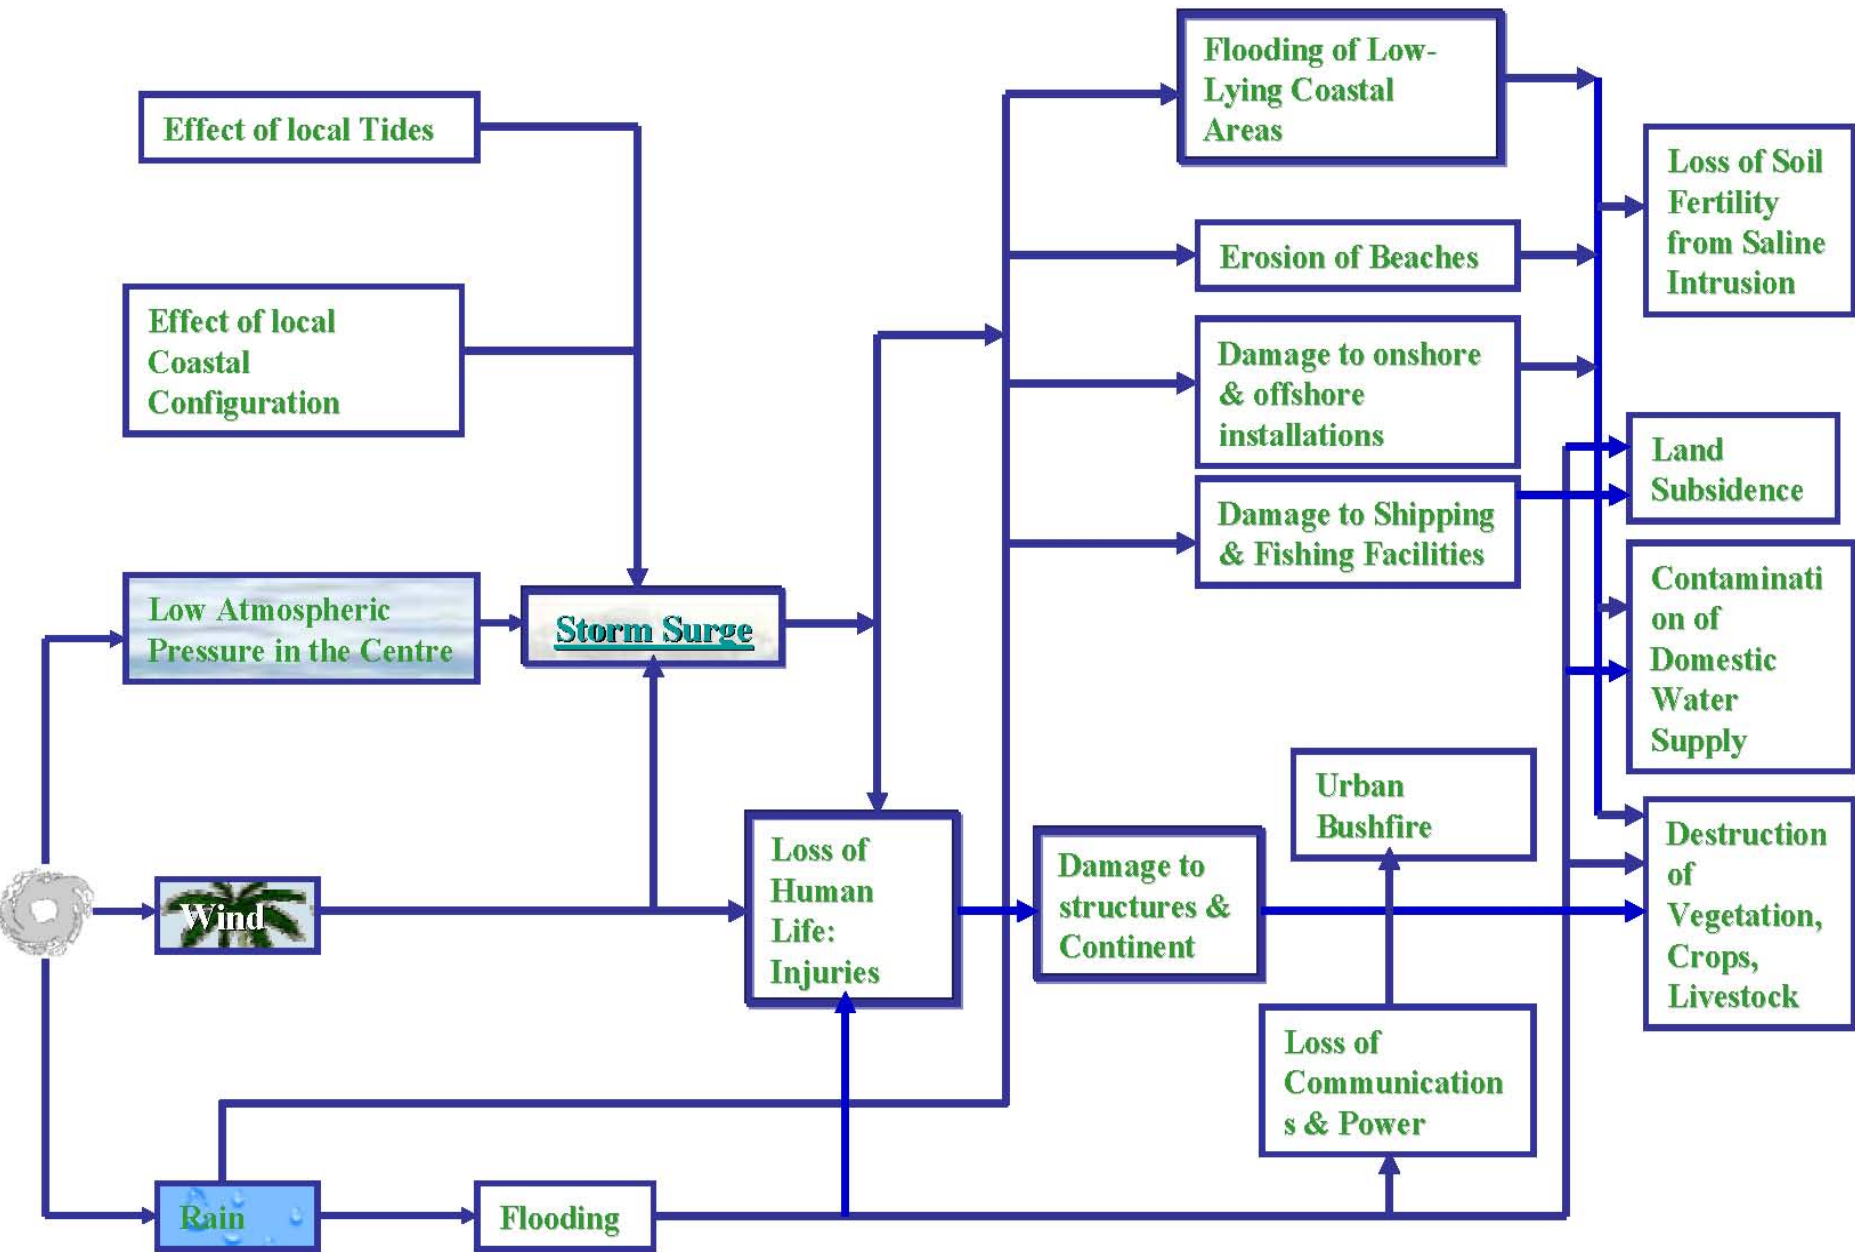 Effect of local Tides
Effect of local
Coastal
Configuration
Low Atmospheric
Pressure in the Centre
Storm Surge
Wind
Rain
Flooding
Loss of
Human
Life:
Injuries
Damage to
structures &
Continent
Flooding of Low-
Lying Coastal
Areas
Erosion of Beaches
Damage to onshore
& offshore
installations
Damage to Shipping
& Fishing Facilities
Urban
Bushfire
Loss of
Communication
s & Power
Loss of Soil
Fertility
from Saline
Intrusion
Land
Subsidence
Contaminati
on of
Domestic
Water
Supply
Destruction
of
Vegetation,
Crops,
Livestock